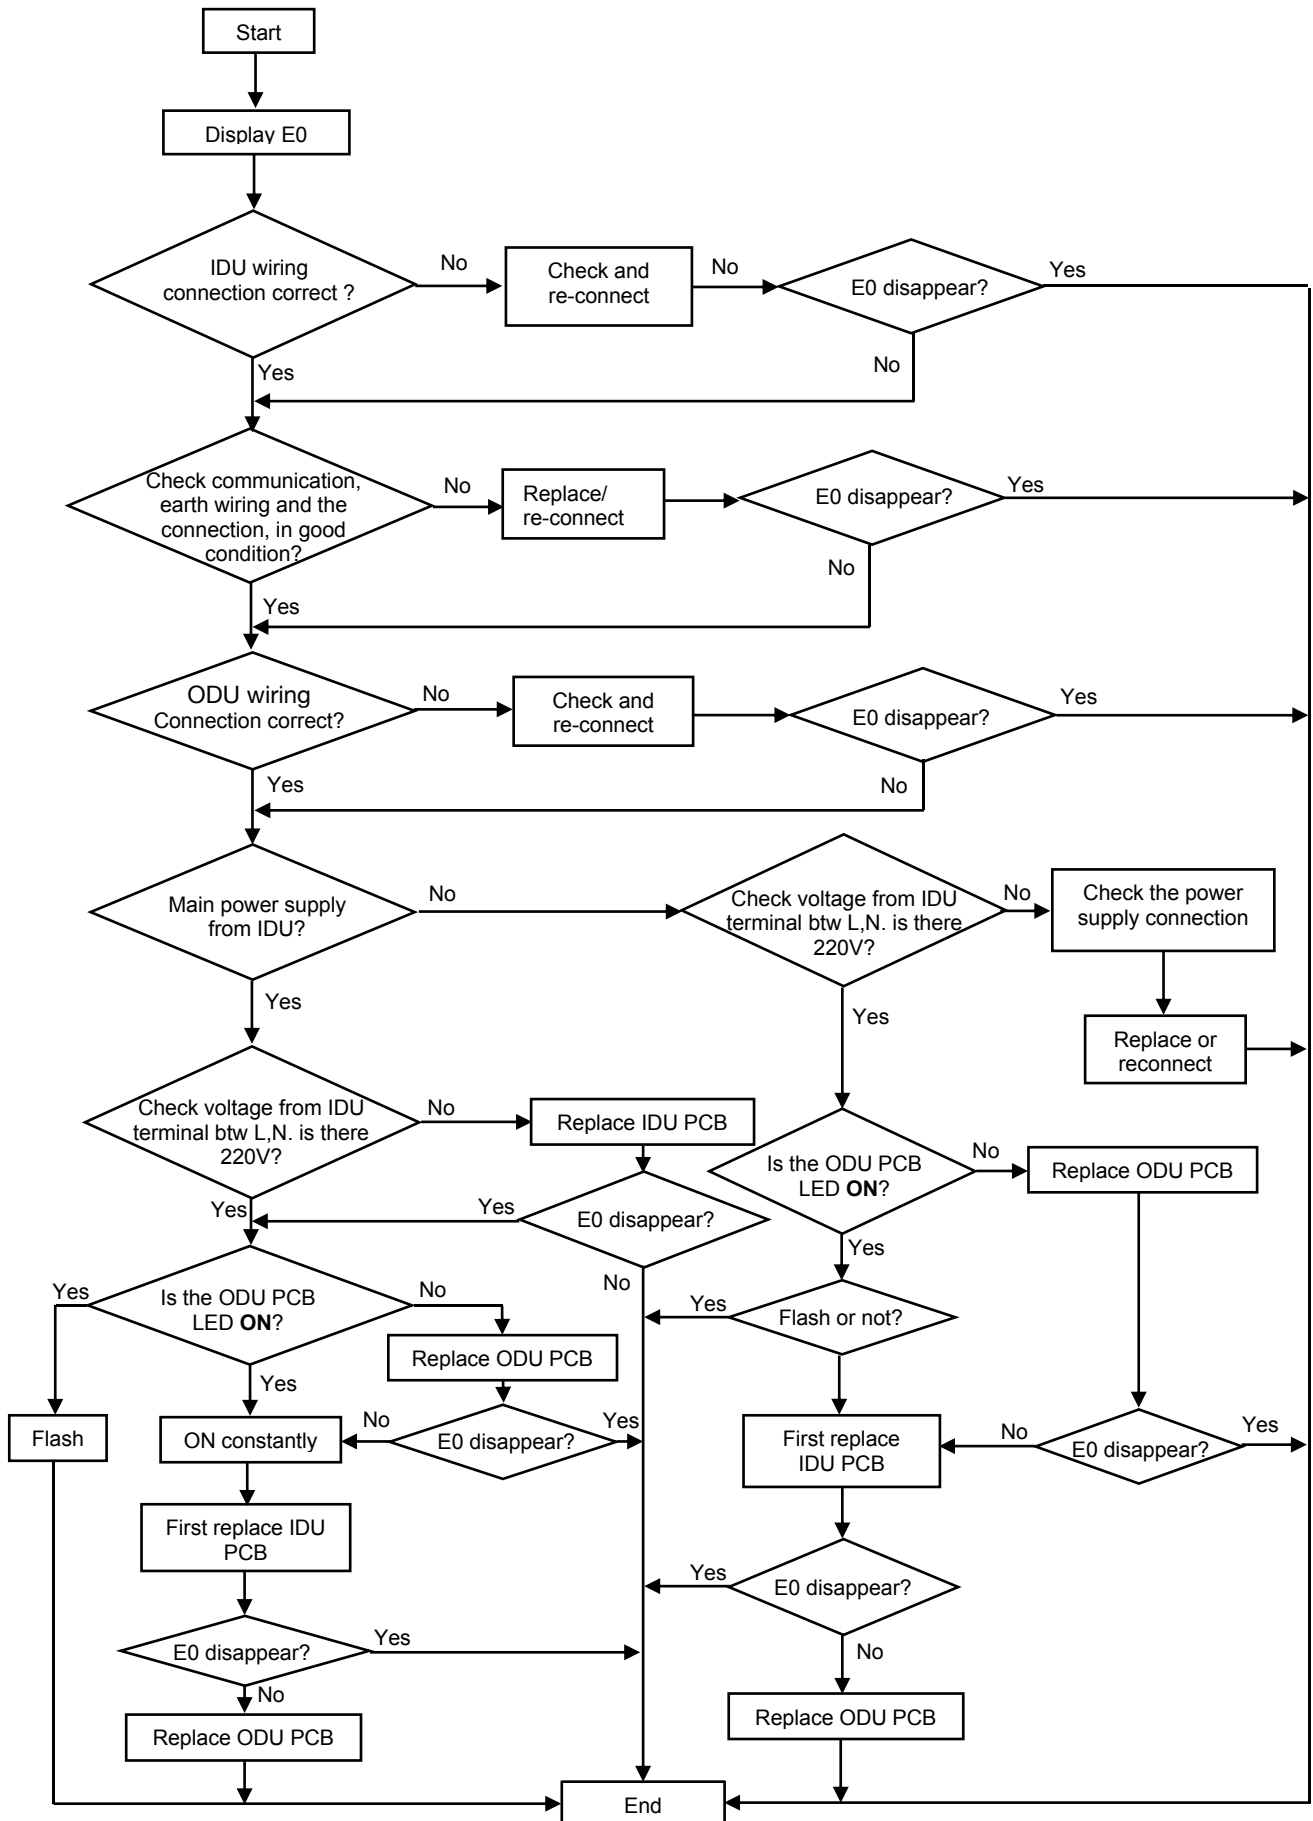 Start
Display E0
IDU wiring
connection correct ?
No
Check and
re-connect
No
E0 disappear?
Yes
No
Yes
Check communication,
earth wiring and the
connection, in good
condition?
No
Replace/
re-connect
E0 disappear?
Yes
No
Yes
ODU wiring
Connection correct?
No
Check and
re-connect
E0 disappear?
Yes
No
Yes
Main power supply
from IDU?
No
Check voltage from IDU
terminal btw L,N. is there
220V?
No
Check the power
supply connection
Yes
Yes
Replace or
reconnect
Check voltage from IDU
terminal btw L,N. is there
220V?
No
Replace IDU PCB
Is the ODU PCB
LED ON?
No
Replace ODU PCB
Yes
Yes
E0 disappear?
Yes
No
Yes
Is the ODU PCB
LED ON?
No
Yes
Flash or not?
Replace ODU PCB
Yes
Flash
ON constantly
No
E0 disappear?
Yes
First replace
IDU PCB
No
E0 disappear?
Yes
First replace IDU
PCB
Yes
E0 disappear?
E0 disappear?
Yes
No
No
Replace ODU PCB
Replace ODU PCB
End